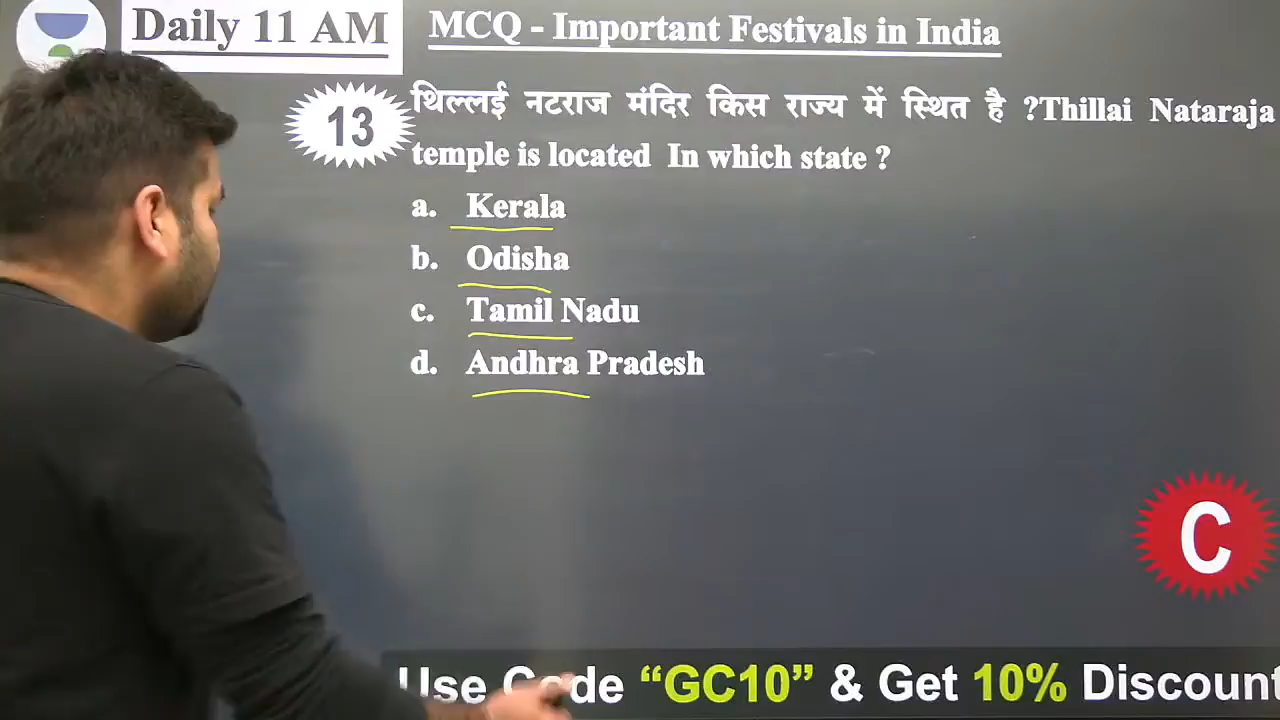 Daily 11 AM
MCQ - Important Festivals in India
13
थिल्लई नटराज मंदिर किस राज्य में स्थित है ?Thillai Nataraja
temple is located In which state ?
a. Kerala
b. Odisha
c. Tamil Nadu
d. Andhra Pradesh
C
Use Code “GC10” & Get 10% Discount